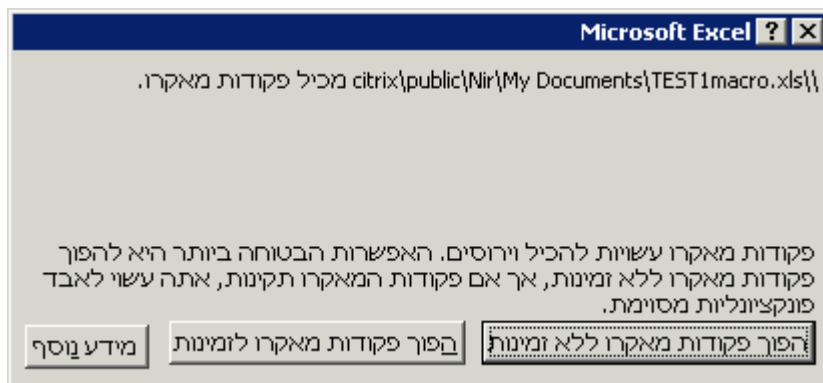 Microsoft Excel
\\citrix\public\Nir\My Documents\TEST1macro.xls מכיל פקודות מאקרו.
פקודות מאקרו עשויות להכיל וירוסים. האפשרות הבטוחה ביותר היא להפוך
פקודות מאקרו ללא זמינות, אך אם פקודות המאקרו תקינות, אתה עשוי לאבד
פונקציונליות מסוימת.
הפוך פקודות מאקרו ללא זמינות הפוך פקודות מאקרו לזמינות מידע נוסף